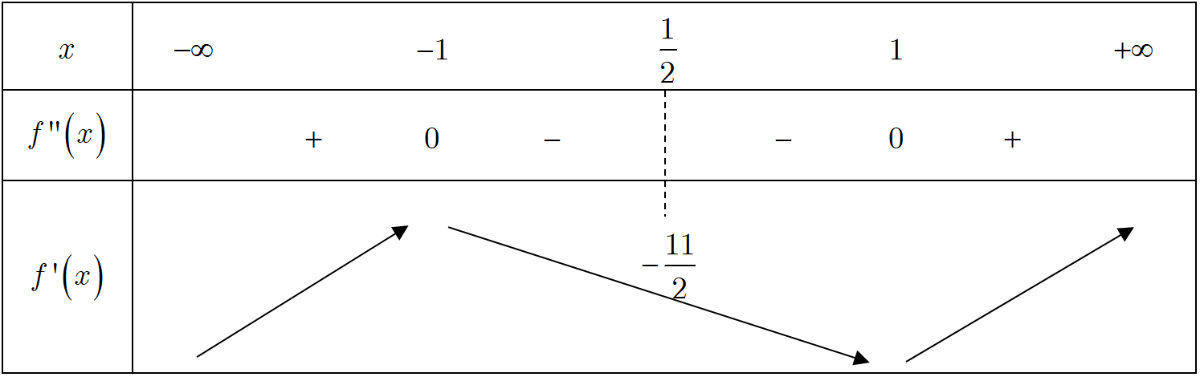 x −∞ −1 1/2 1 +∞
f''(x) + 0 − − 0 +
f'(x) −11/2